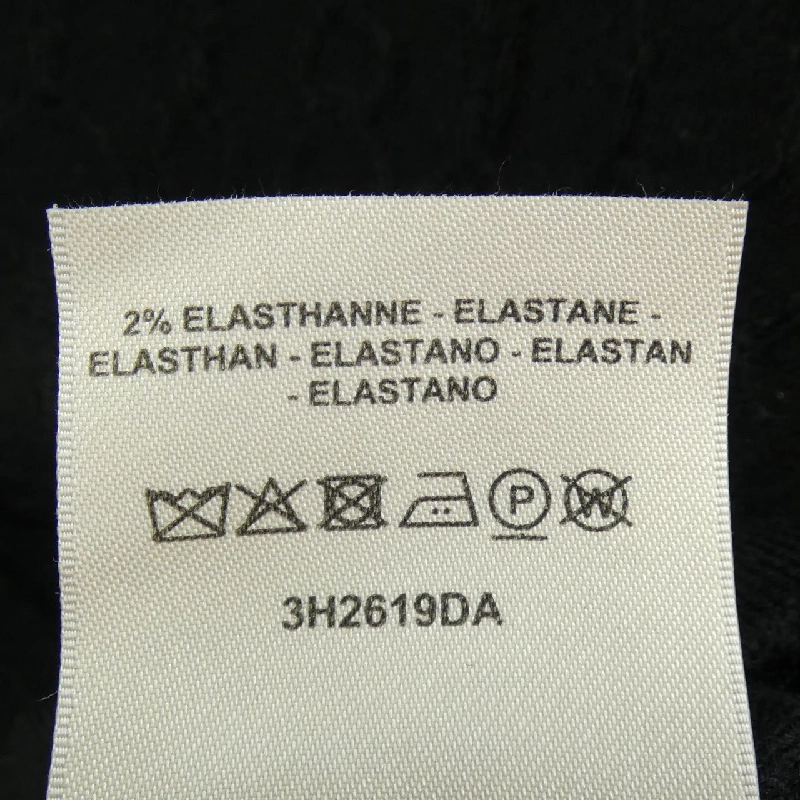 2% ELASTHANNE - ELASTANE -
ELASTHAN - ELASTANO - ELASTAN
- ELASTANO
P W
3H2619DA